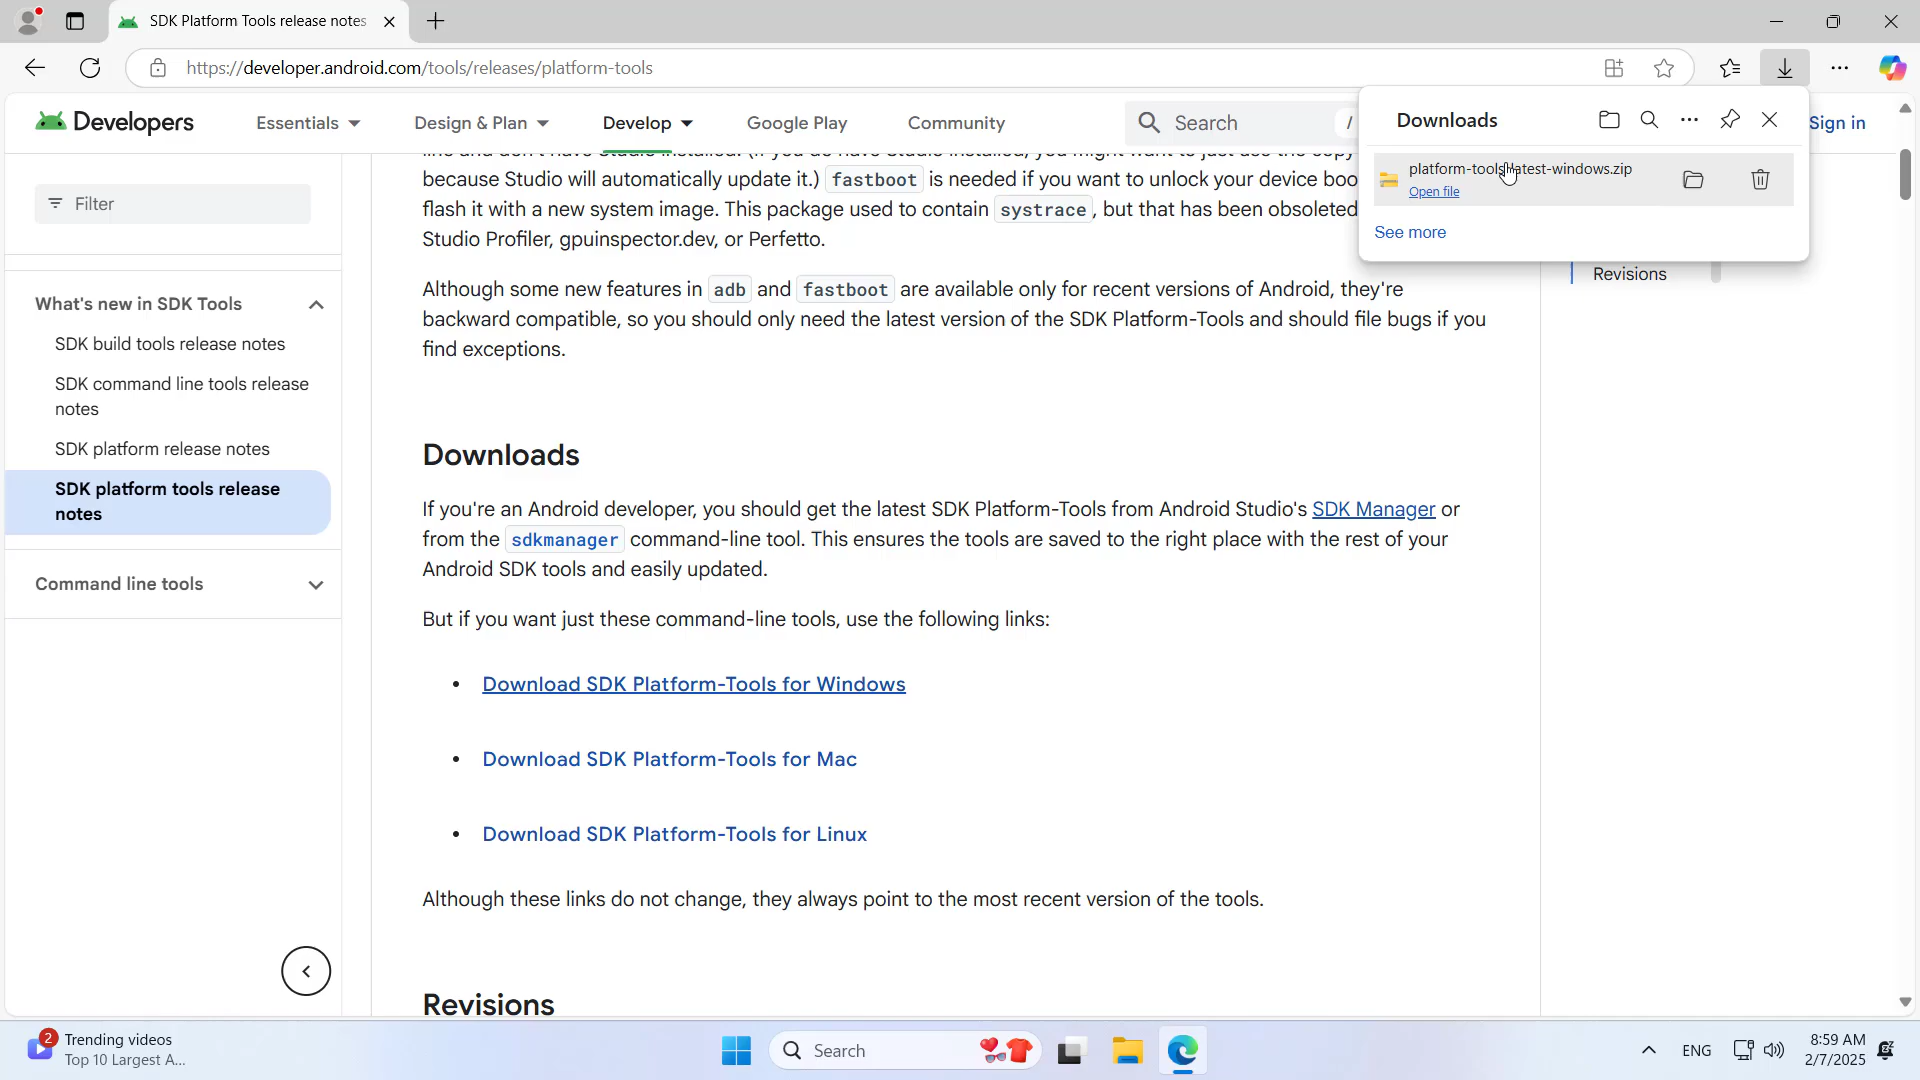 SDK Platform Tools release notes
https://developer.android.com/tools/releases/platform-tools
Developers
Essentials
Design & Plan
Develop
Google Play
Community
Search
/
Sign in
Downloads
platform-tools-latest-windows.zip
Open file
See more
Filter
What's new in SDK Tools
SDK build tools release notes
SDK command line tools release
notes
SDK platform release notes
SDK platform tools release
notes
Command line tools
because Studio will automatically update it.) fastboot is needed if you want to unlock your device boo
flash it with a new system image. This package used to contain systrace, but that has been obsoleted
Studio Profiler, gpuinspector.dev, or Perfetto.
Although some new features in adb and fastboot are available only for recent versions of Android, they're
backward compatible, so you should only need the latest version of the SDK Platform-Tools and should file bugs if you
find exceptions.
Downloads
If you're an Android developer, you should get the latest SDK Platform-Tools from Android Studio's SDK Manager or
from the sdkmanager command-line tool. This ensures the tools are saved to the right place with the rest of your
Android SDK tools and easily updated.
But if you want just these command-line tools, use the following links:
• Download SDK Platform-Tools for Windows
• Download SDK Platform-Tools for Mac
• Download SDK Platform-Tools for Linux
Although these links do not change, they always point to the most recent version of the tools.
Revisions
Revisions
2
Trending videos
Top 10 Largest A...
Search
ENG
8:59 AM
2/7/2025